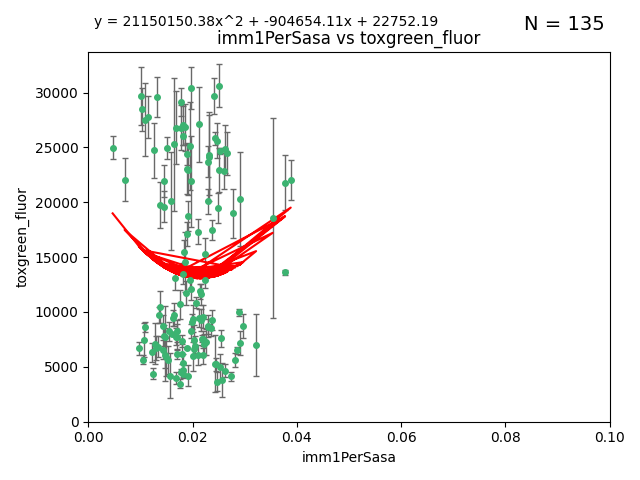 y = 21150150.38x^2 + -904654.11x + 22752.19
N = 135
imm1PerSasa vs toxgreen_fluor
toxgreen_fluor
30000
25000
20000
15000
10000
5000
0
0.00 0.02 0.04 0.06 0.08 0.10
imm1PerSasa